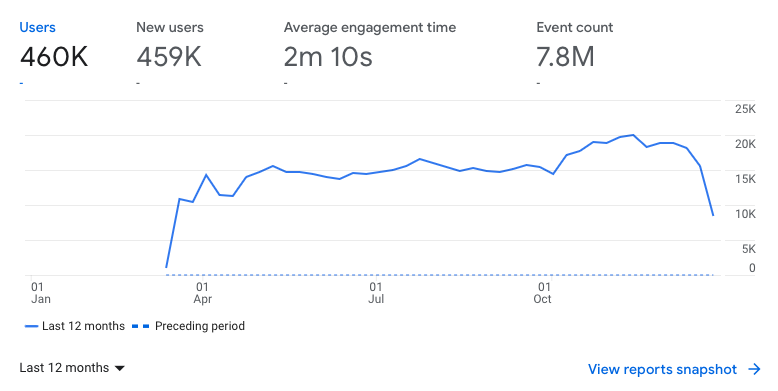 Users New users Average engagement time Event count
460K 459K 2m 10s 7.8M
- - - -
25K
20K
15K
10K
5K
0
01 01 01 01
Jan Apr Jul Oct
Last 12 months Preceding period
Last 12 months View reports snapshot